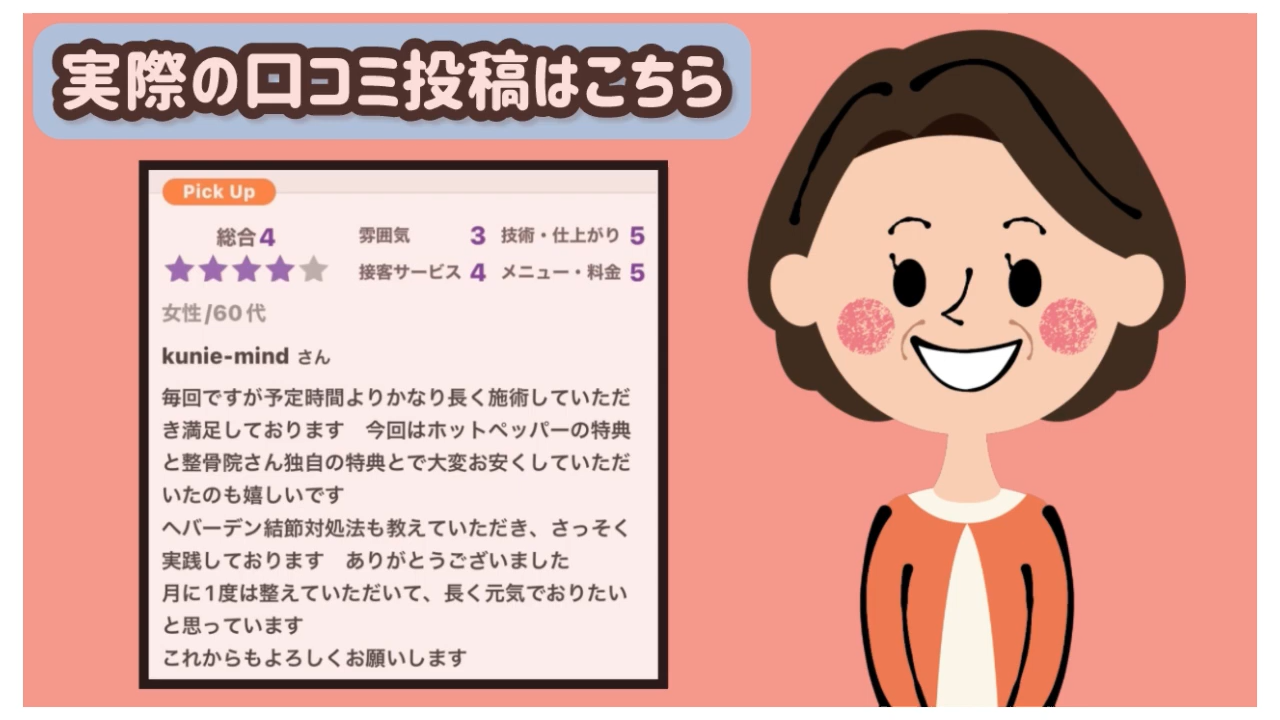 実際の口コミ投稿はこちら
Pick Up
総合4
雰囲気 3 技術・仕上がり 5
接客サービス 4 メニュー・料金 5
女性/60代
kunie-mind さん
毎回ですが予定時間よりかなり長く施術していただ
き満足しております　今回はホットペッパーの特典
と整骨院さん独自の特典とで大変お安くしていただ
いたのも嬉しいです
へバーデン結節対処法も教えていただき、さっそく
実践しております　ありがとうございました
月に1度は整えていただいて、長く元気でおりたい
と思っています
これからもよろしくお願いします